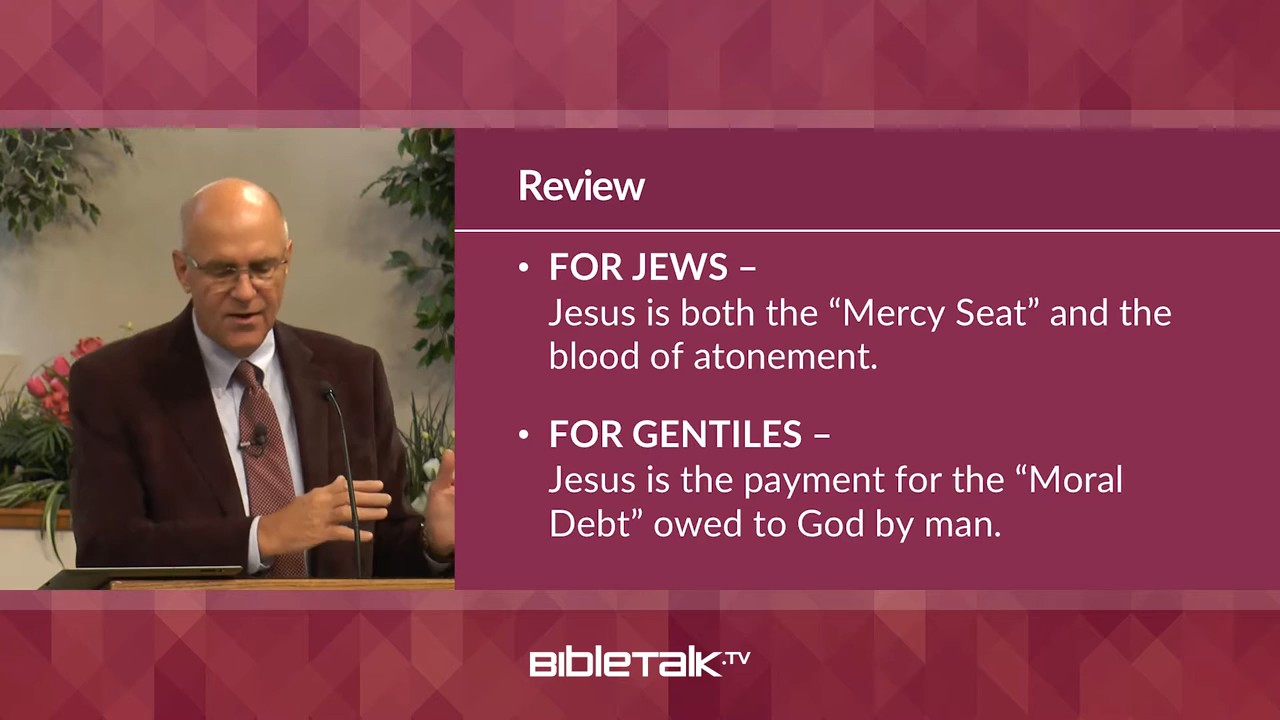 Review
• FOR JEWS –
Jesus is both the “Mercy Seat” and the
blood of atonement.
• FOR GENTILES –
Jesus is the payment for the “Moral
Debt” owed to God by man.
BIBLETALK.TV